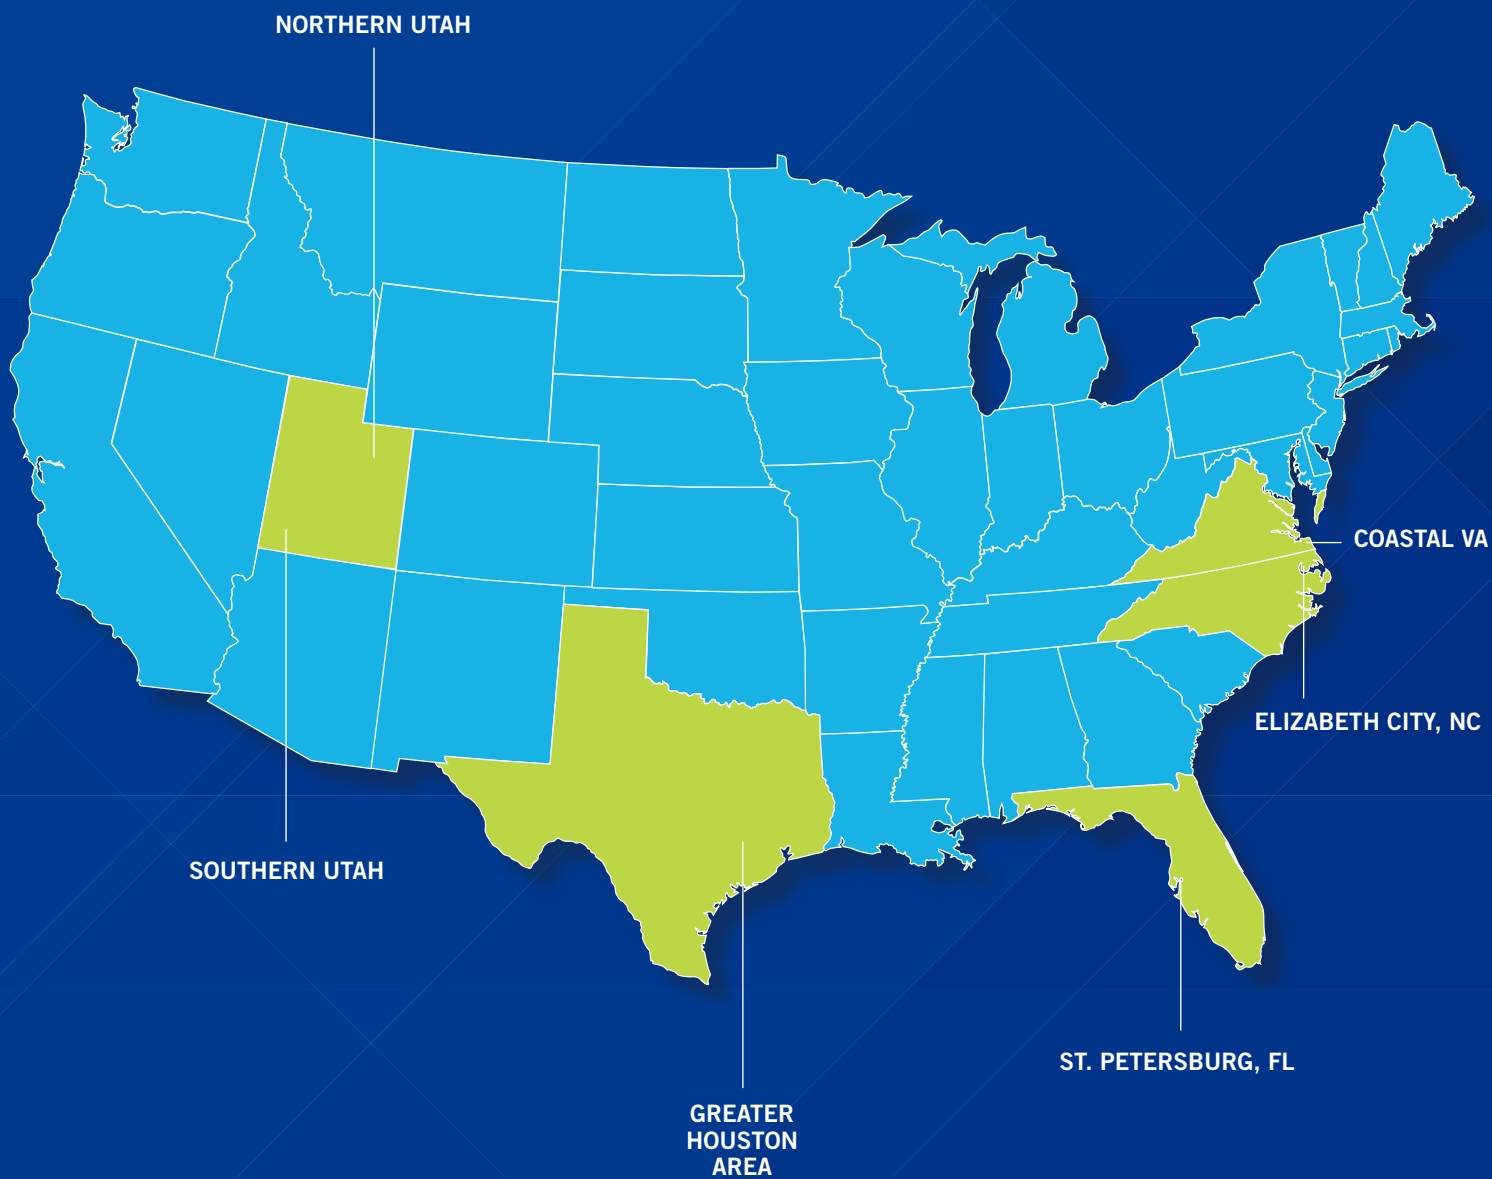 NORTHERN UTAH
COASTAL VA
ELIZABETH CITY, NC
SOUTHERN UTAH
ST. PETERSBURG, FL
GREATER
HOUSTON
AREA